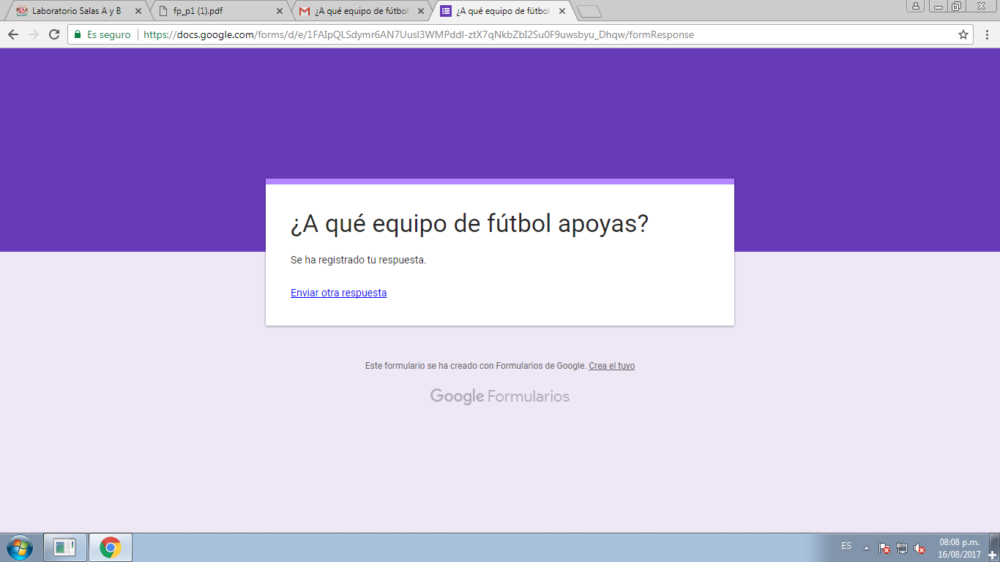 Laboratorio Salas A y B
fp_p1 (1).pdf
¿A qué equipo de fútbol
¿A qué equipo de fútbol
Es seguro
https://docs.google.com/forms/d/e/1FAIpQLSdymr6AN7UusI3WMPddI-ztX7qNkbZbI2Su0F9uwsbyu_Dhqw/formResponse
¿A qué equipo de fútbol apoyas?
Se ha registrado tu respuesta.
Enviar otra respuesta
Este formulario se ha creado con Formularios de Google. Crea el tuyo
Google Formularios
ES
08:08 p.m.
16/08/2017